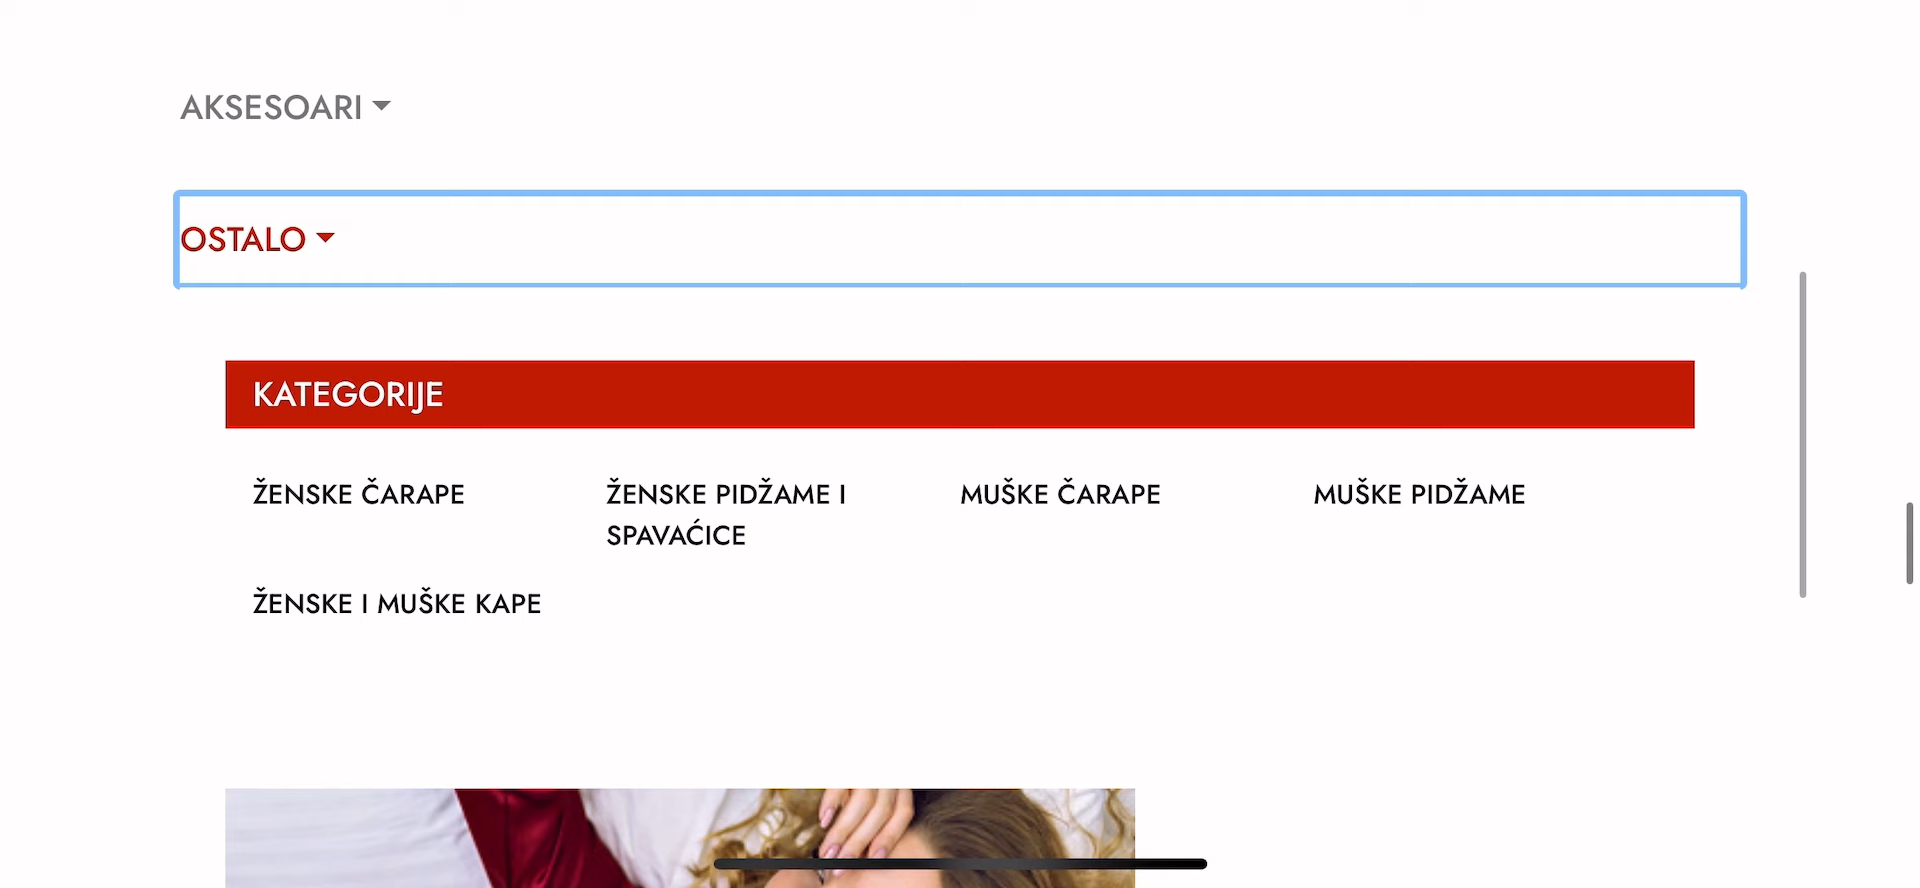 AKSESOARI
OSTALO
KATEGORIJE
ŽENSKE ČARAPE
ŽENSKE PIDŽAME I
SPAVAĆICE
MUŠKE ČARAPE
MUŠKE PIDŽAME
ŽENSKE I MUŠKE KAPE